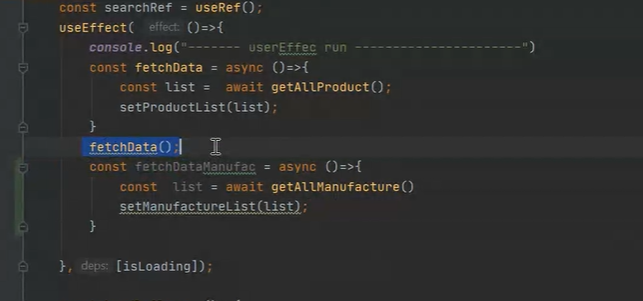 const searchRef = useRef();
useEffect( effect: ()=>{
console.log("------- userEffec run ----------------------")
const fetchData = async ()=>{
const list = await getAllProduct();
setProductList(list);
}
fetchData();
const fetchDataManufac = async ()=>{
const list = await getAllManufacture()
setManufactureList(list);
}
}, deps: [isLoading]);